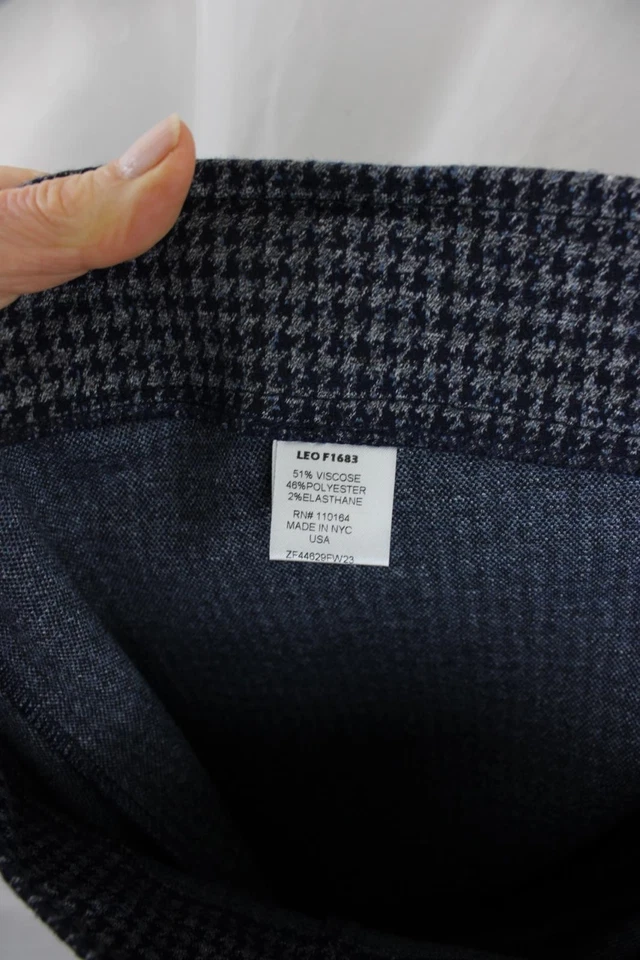 LEO F1683
51% VISCOSE
46%POLYESTER
2%ELASTHANE
RN# 110164
MADE IN NYC
USA
ZF44629FW23